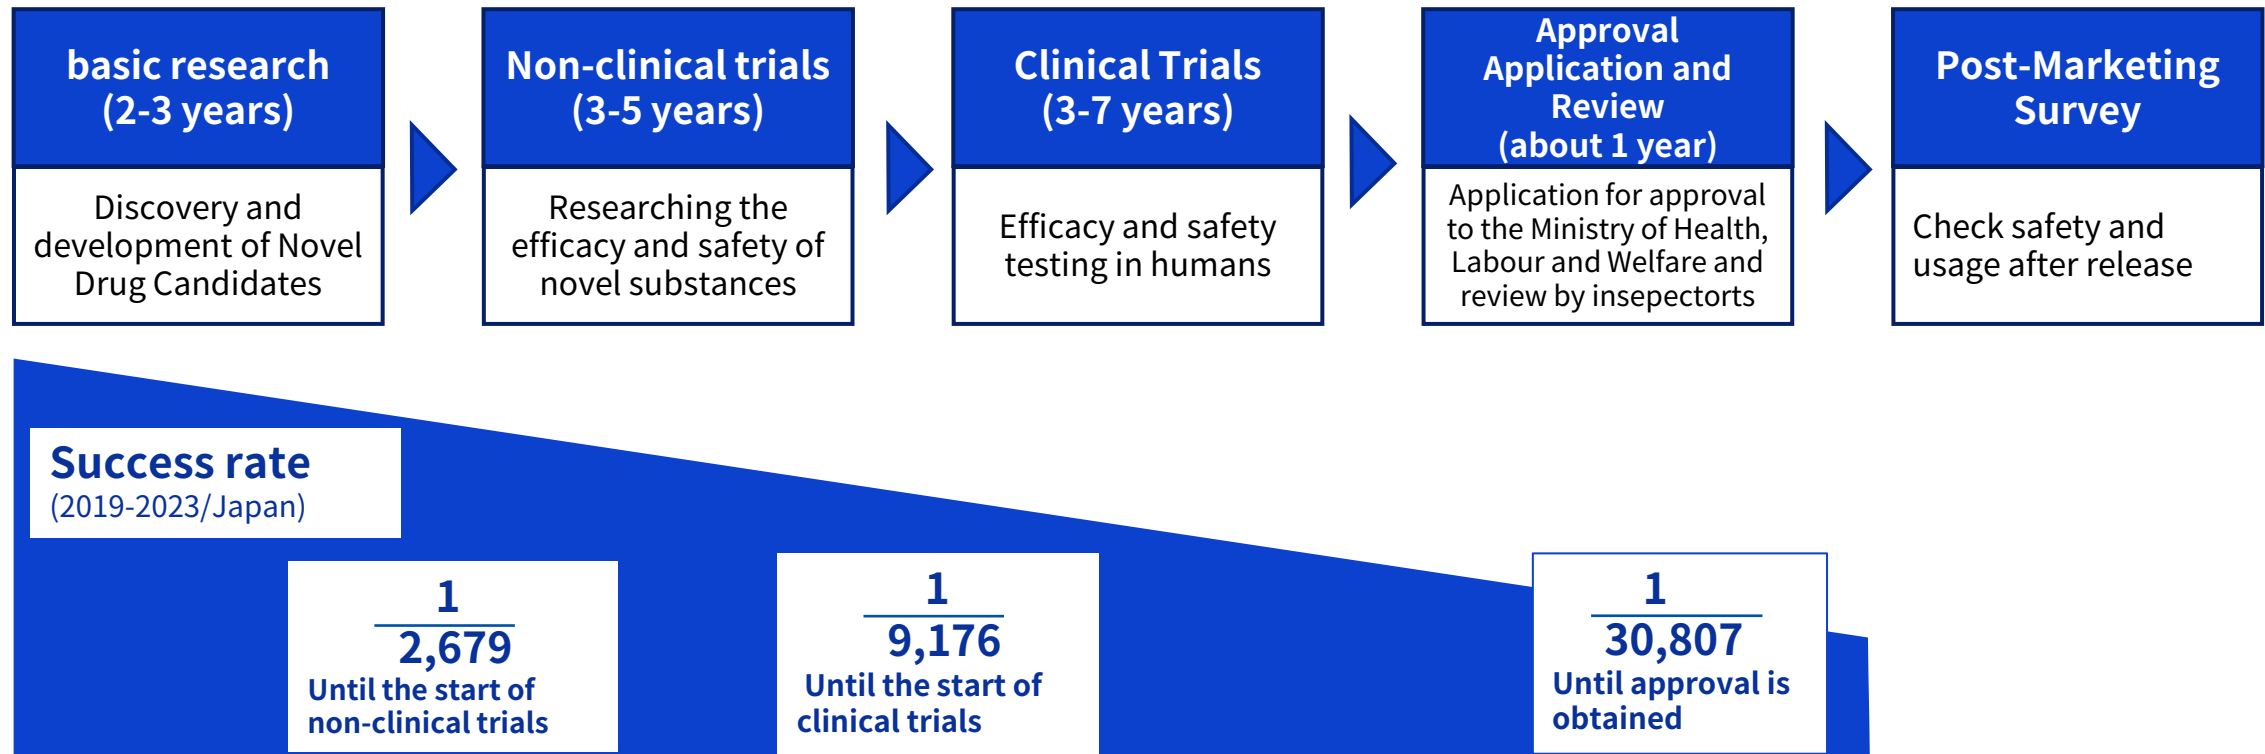 basic research
(2-3 years)
Discovery and
development of Novel
Drug Candidates
Non-clinical trials
(3-5 years)
Researching the
efficacy and safety of
novel substances
Clinical Trials
(3-7 years)
Efficacy and safety
testing in humans
Approval
Application and
Review
(about 1 year)
Application for approval
to the Ministry of Health,
Labour and Welfare and
review by insepectorts
Post-Marketing
Survey
Check safety and
usage after release
Success rate
(2019-2023/Japan)
1
2,679
Until the start of
non-clinical trials
1
9,176
Until the start of
clinical trials
1
30,807
Until approval is
obtained